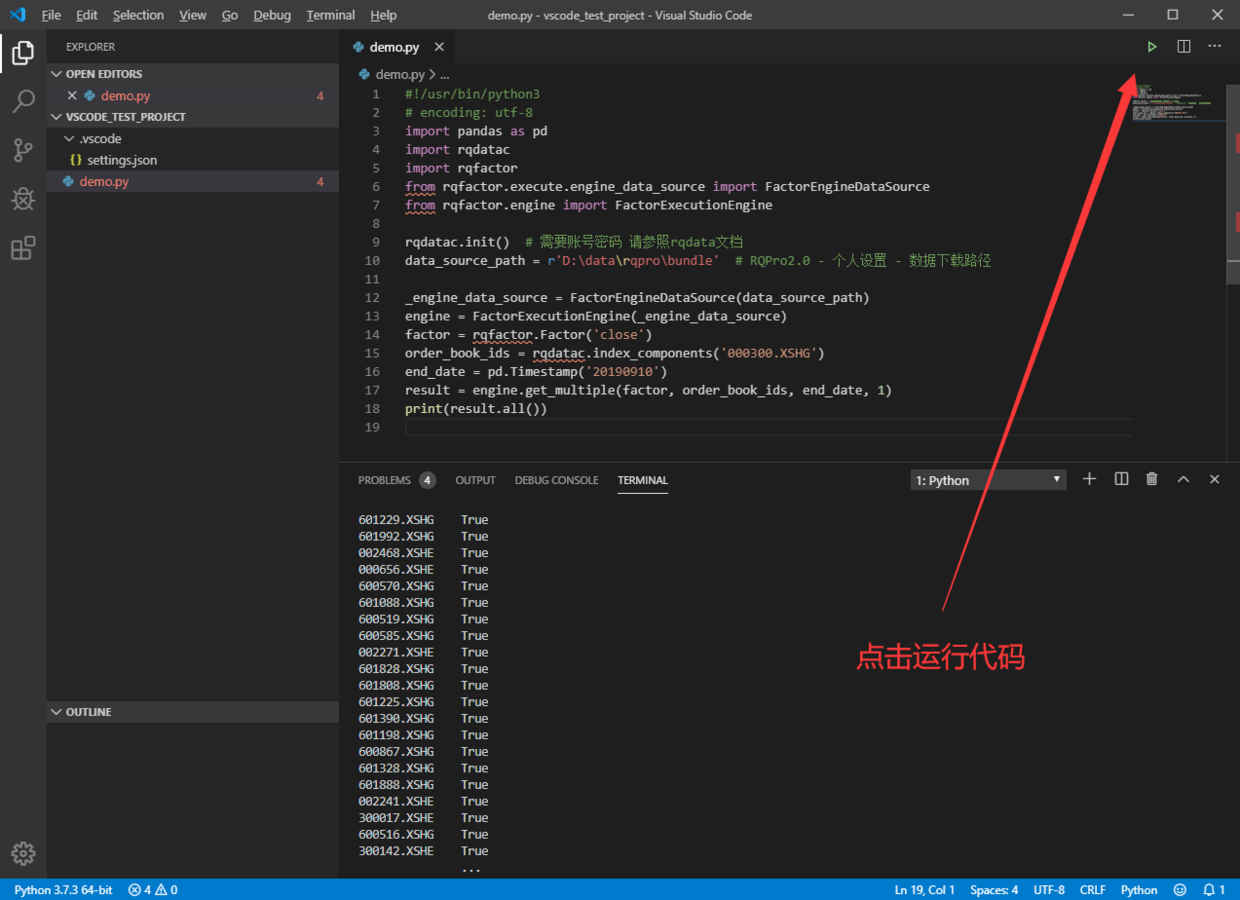 File Edit Selection View Go Debug Terminal Help
demo.py - vscode_test_project - Visual Studio Code
EXPLORER
OPEN EDITORS
demo.py 4
VSCODE_TEST_PROJECT
.vscode
{} settings.json
demo.py 4
OUTLINE
demo.py
demo.py > ...
1 #!/usr/bin/python3
2 # encoding: utf-8
3 import pandas as pd
4 import rqdatac
5 import rqfactor
6 from rqfactor.execute.engine_data_source import FactorEngineDataSource
7 from rqfactor.engine import FactorExecutionEngine
8
9 rqdatac.init()  # 需要账号密码 请参照rqdata文档
10 data_source_path = r'D:\data\rqpro\bundle'  # RQPro2.0 - 个人设置 - 数据下载路径
11
12 _engine_data_source = FactorEngineDataSource(data_source_path)
13 engine = FactorExecutionEngine(_engine_data_source)
14 factor = rqfactor.Factor('close')
15 order_book_ids = rqdatac.index_components('000300.XSHG')
16 end_date = pd.Timestamp('20190910')
17 result = engine.get_multiple(factor, order_book_ids, end_date, 1)
18 print(result.all())
19
PROBLEMS 4 OUTPUT DEBUG CONSOLE TERMINAL
1: Python
601229.XSHG True
601992.XSHG True
002468.XSHE True
000656.XSHE True
600570.XSHG True
601088.XSHG True
600519.XSHG True
600585.XSHG True
002271.XSHE True
601828.XSHG True
601808.XSHG True
601225.XSHG True
601390.XSHG True
601198.XSHG True
600867.XSHG True
601328.XSHG True
601888.XSHG True
002241.XSHE True
300017.XSHE True
600516.XSHG True
300142.XSHE True
...
点击运行代码
Python 3.7.3 64-bit 4 0
Ln 19, Col 1 Spaces: 4 UTF-8 CRLF Python 1